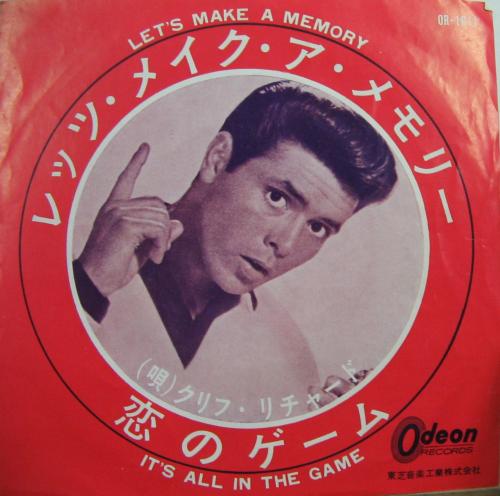 LET'S MAKE A MEMORY
レッツ・メイク・ア・メモリー
(唄)クリフ・リチャード
恋のゲーム
IT'S ALL IN THE GAME
Odeon
RECORDS
東芝音楽工業株式会社